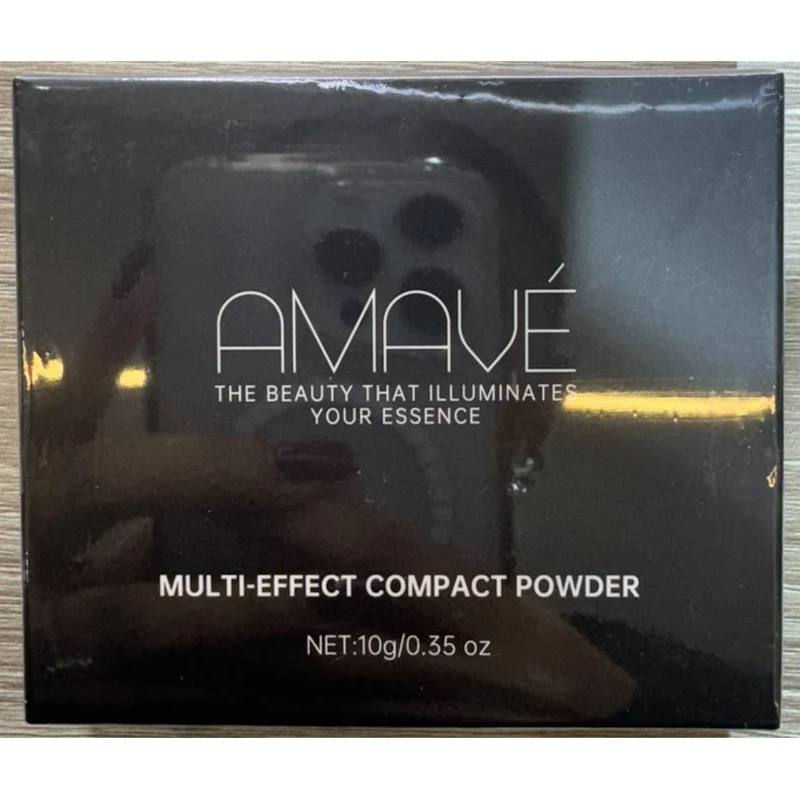 AMAVÉ
THE BEAUTY THAT ILLUMINATES
YOUR ESSENCE
MULTI-EFFECT COMPACT POWDER
NET:10g/0.35 oz